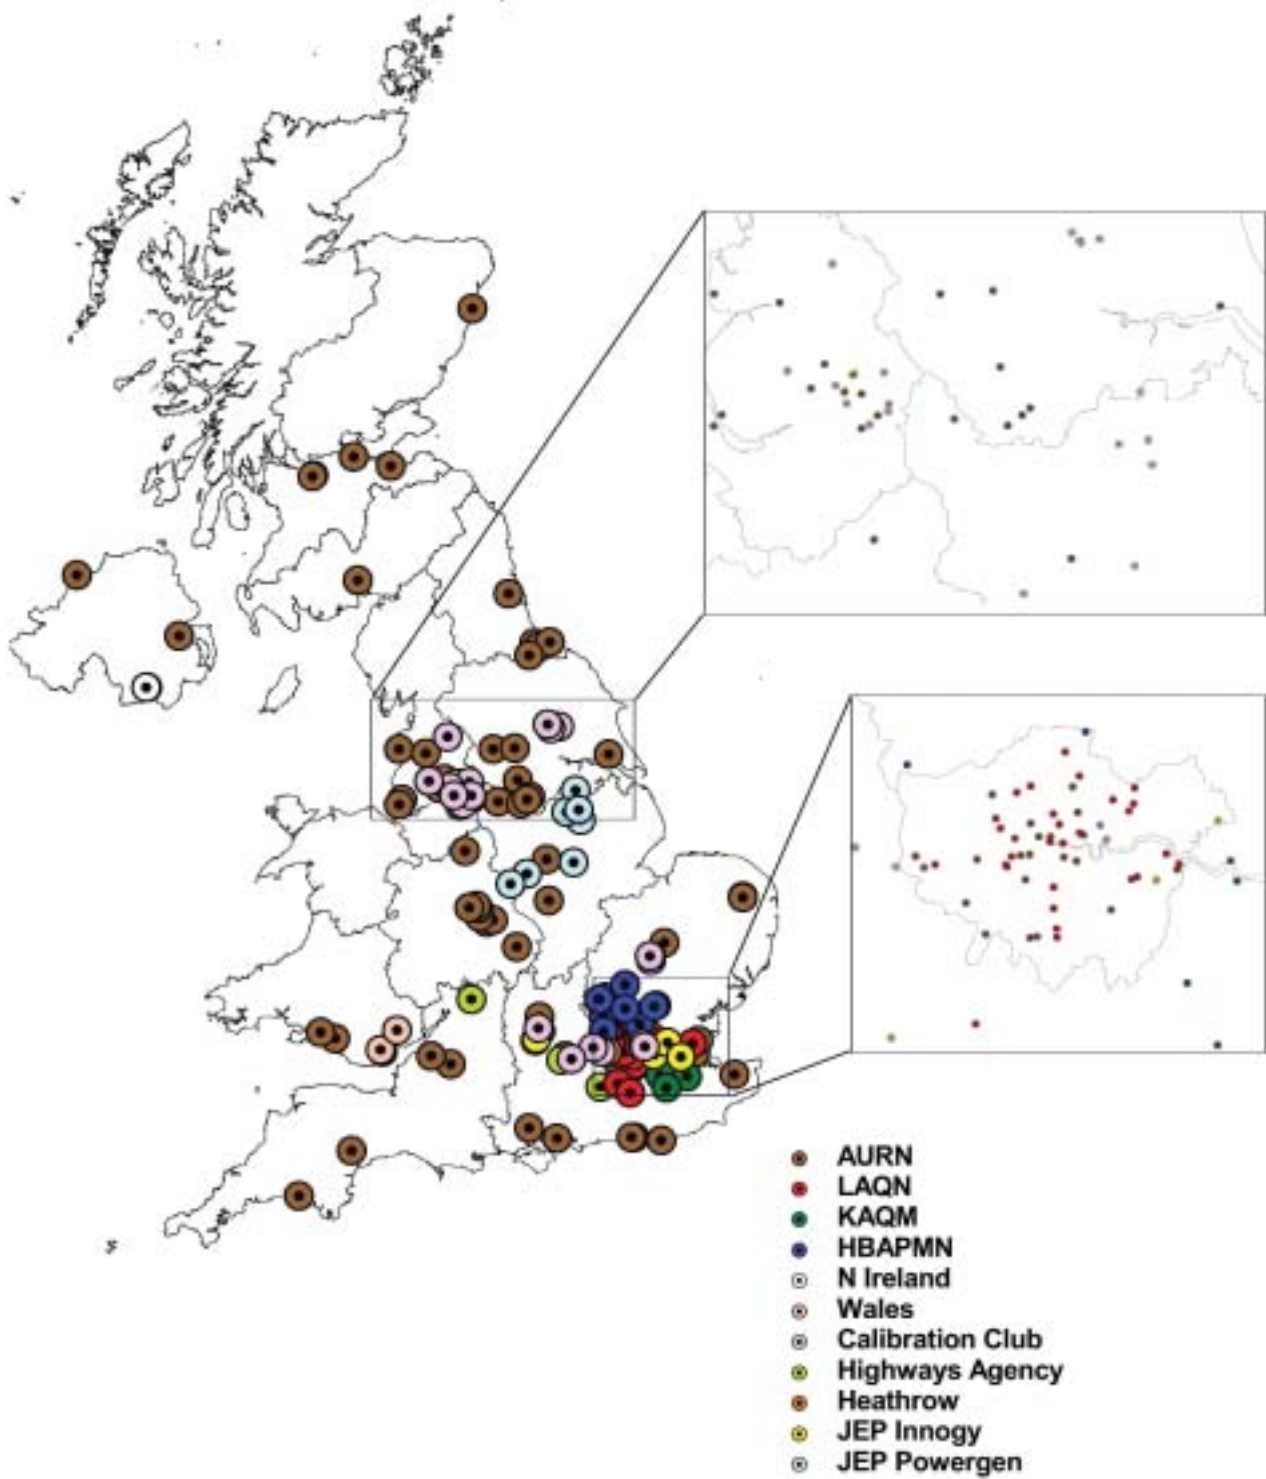 AURN
LAQN
KAQM
HBAPMN
N Ireland
Wales
Calibration Club
Highways Agency
Heathrow
JEP Innogy
JEP Powergen